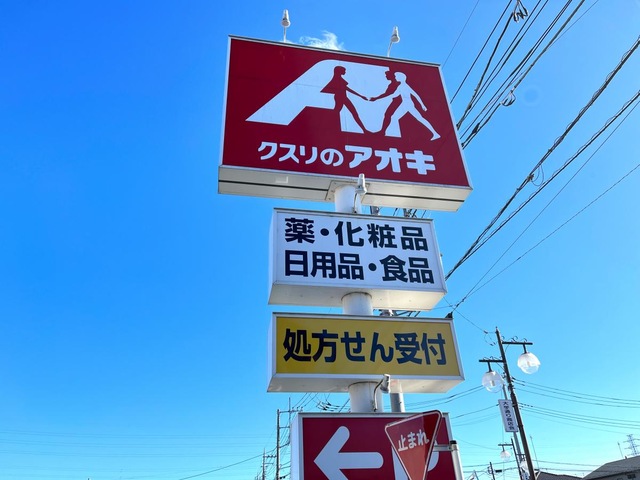 クスリのアオキ
薬・化粧品
日用品・食品
処方せん受付
止まれ